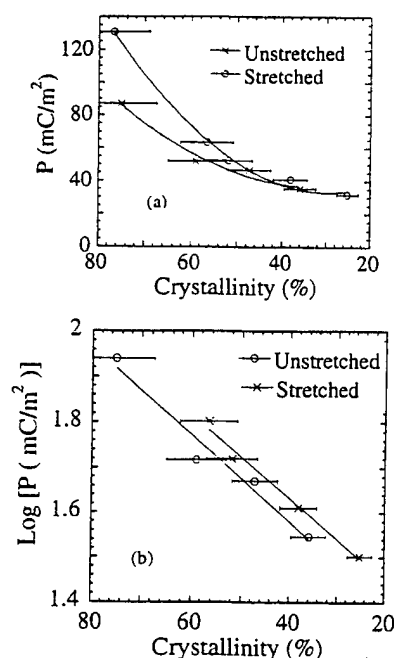 120
80
40
0
P (mC/m²)
Unstretched
Stretched
(a)
80 60 40 20
Crystallinity (%)
2
1.8
1.6
1.4
Log [P ( mC/m² )]
Unstretched
Stretched
(b)
80 60 40 20
Crystallinity (%)